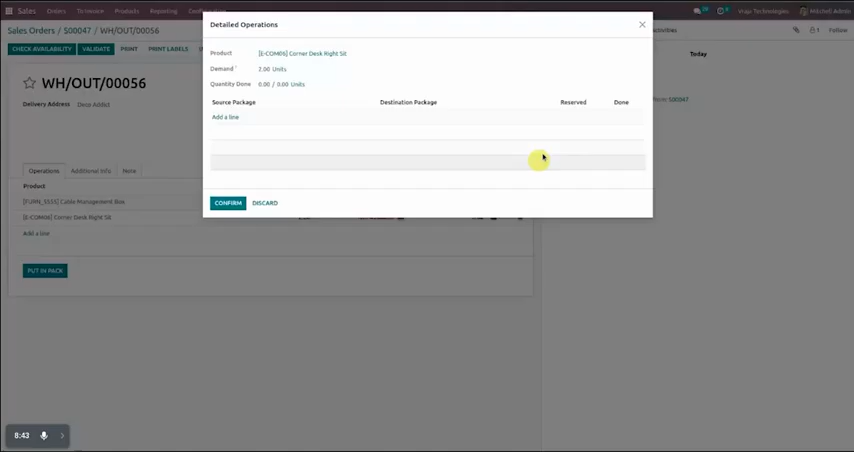 Sales Orders To Invoice Products Reporting Configuration
Vraja Technologies Mitchell Admin
Sales Orders / S00047 / WH/OUT/00056
Follow
CHECK AVAILABILITY VALIDATE PRINT PRINT LABELS
Today
WH/OUT/00056
Delivery Address Deco Addict
S00047
Operations Additional Info Note
Product
[FURN_5555] Cable Management Box
[E-COM06] Corner Desk Right Sit
Add a line
PUT IN PACK
Detailed Operations
Product [E-COM06] Corner Desk Right Sit
Demand ? 2.00 Units
Quantity Done 0.00 / 0.00 Units
Source Package Destination Package Reserved Done
Add a line
CONFIRM DISCARD
8:43